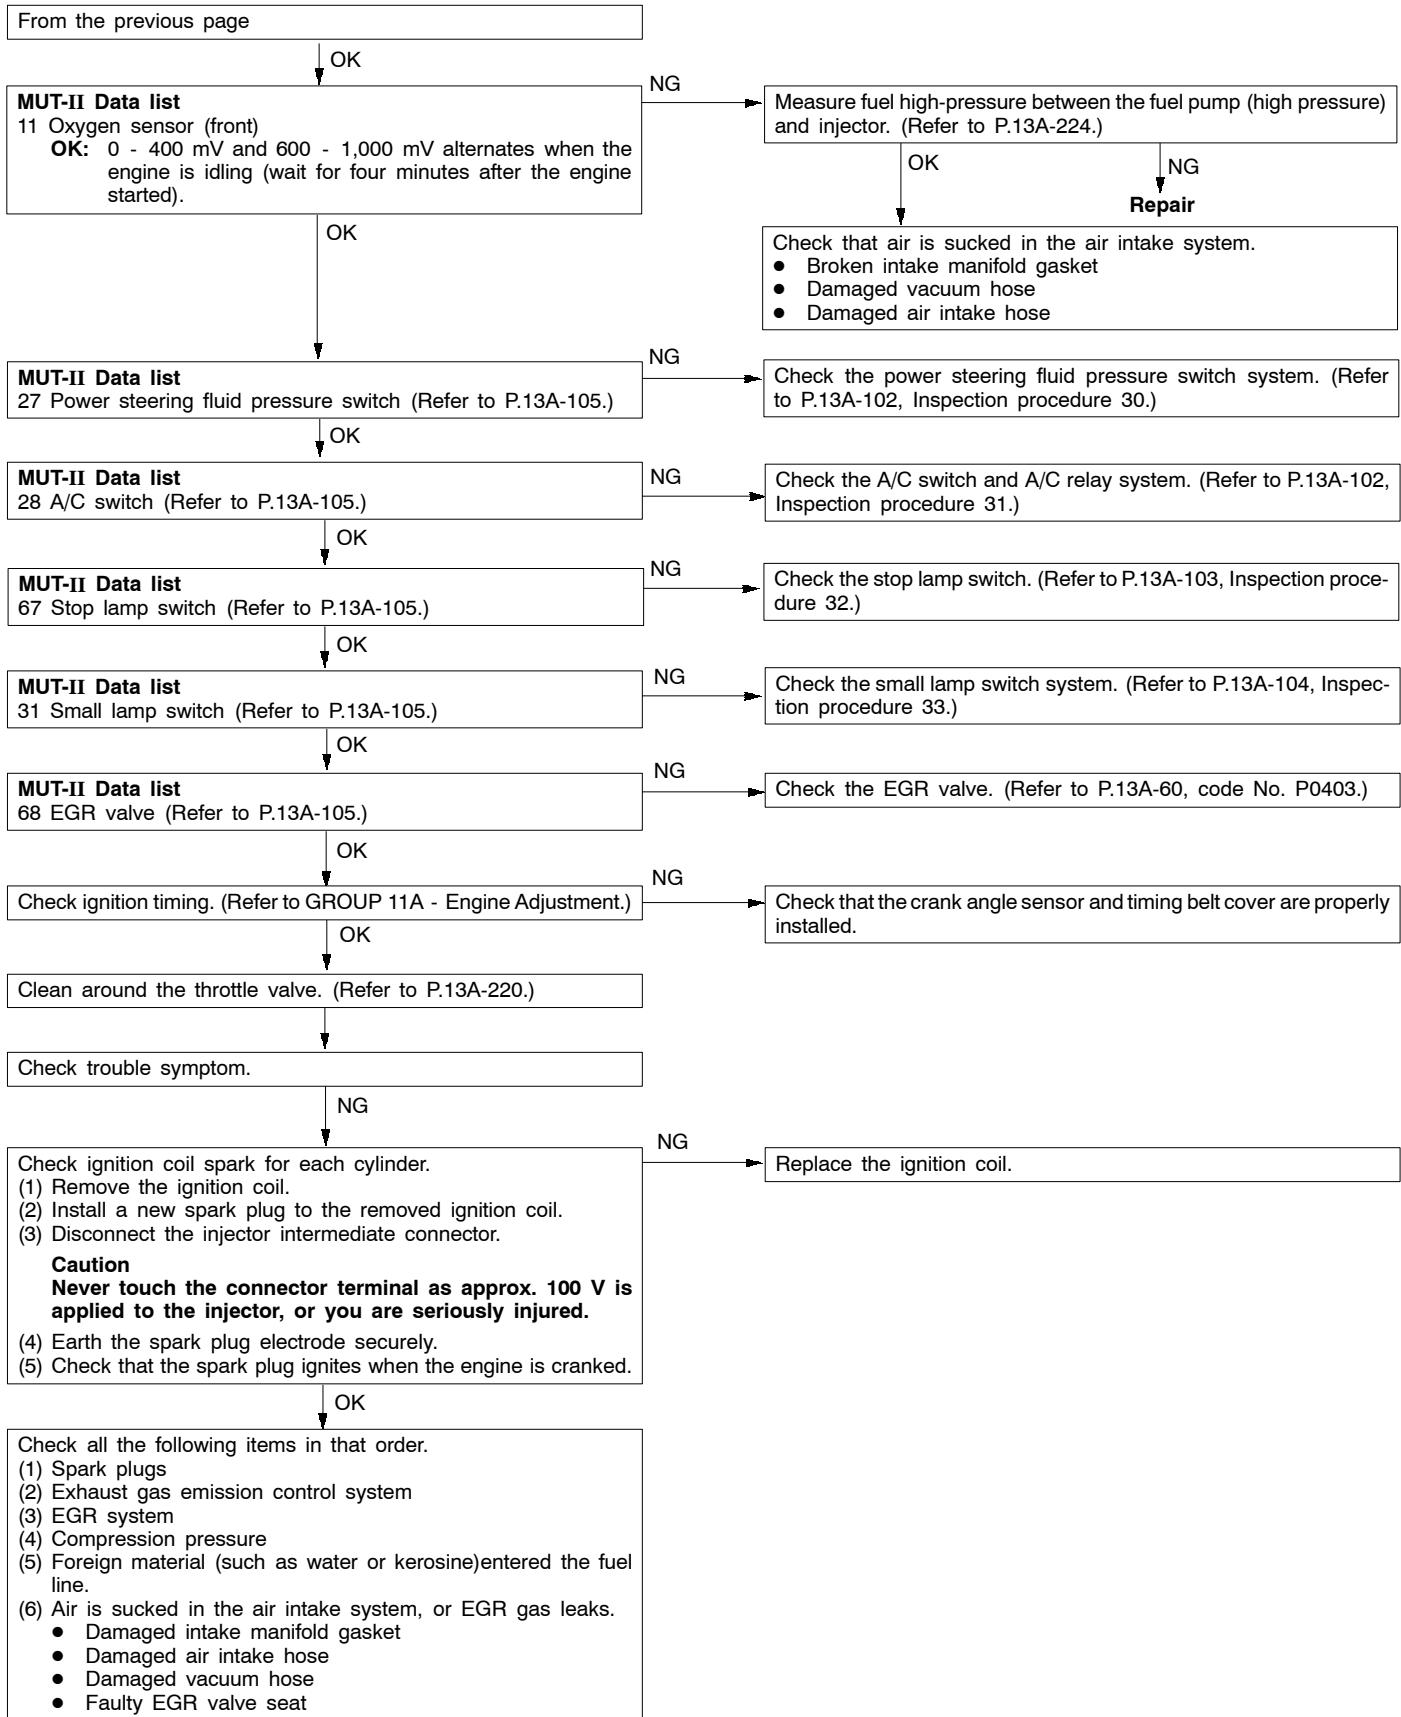 From the previous page
OK
MUT-II Data list
11 Oxygen sensor (front)
OK: 0 - 400 mV and 600 - 1,000 mV alternates when the
engine is idling (wait for four minutes after the engine
started).
NG
Measure fuel high-pressure between the fuel pump (high pressure)
and injector. (Refer to P.13A-224.)
OK
NG
Repair
Check that air is sucked in the air intake system.
● Broken intake manifold gasket
● Damaged vacuum hose
● Damaged air intake hose
OK
MUT-II Data list
27 Power steering fluid pressure switch (Refer to P.13A-105.)
NG
Check the power steering fluid pressure switch system. (Refer
to P.13A-102, Inspection procedure 30.)
OK
MUT-II Data list
28 A/C switch (Refer to P.13A-105.)
NG
Check the A/C switch and A/C relay system. (Refer to P.13A-102,
Inspection procedure 31.)
OK
MUT-II Data list
67 Stop lamp switch (Refer to P.13A-105.)
NG
Check the stop lamp switch. (Refer to P.13A-103, Inspection proce-
dure 32.)
OK
MUT-II Data list
31 Small lamp switch (Refer to P.13A-105.)
NG
Check the small lamp switch system. (Refer to P.13A-104, Inspec-
tion procedure 33.)
OK
MUT-II Data list
68 EGR valve (Refer to P.13A-105.)
NG
Check the EGR valve. (Refer to P.13A-60, code No. P0403.)
OK
Check ignition timing. (Refer to GROUP 11A - Engine Adjustment.)
NG
Check that the crank angle sensor and timing belt cover are properly
installed.
OK
Clean around the throttle valve. (Refer to P.13A-220.)
Check trouble symptom.
NG
Check ignition coil spark for each cylinder.
(1) Remove the ignition coil.
(2) Install a new spark plug to the removed ignition coil.
(3) Disconnect the injector intermediate connector.
Caution
Never touch the connector terminal as approx. 100 V is
applied to the injector, or you are seriously injured.
(4) Earth the spark plug electrode securely.
(5) Check that the spark plug ignites when the engine is cranked.
NG
Replace the ignition coil.
OK
Check all the following items in that order.
(1) Spark plugs
(2) Exhaust gas emission control system
(3) EGR system
(4) Compression pressure
(5) Foreign material (such as water or kerosine)entered the fuel
line.
(6) Air is sucked in the air intake system, or EGR gas leaks.
● Damaged intake manifold gasket
● Damaged air intake hose
● Damaged vacuum hose
● Faulty EGR valve seat